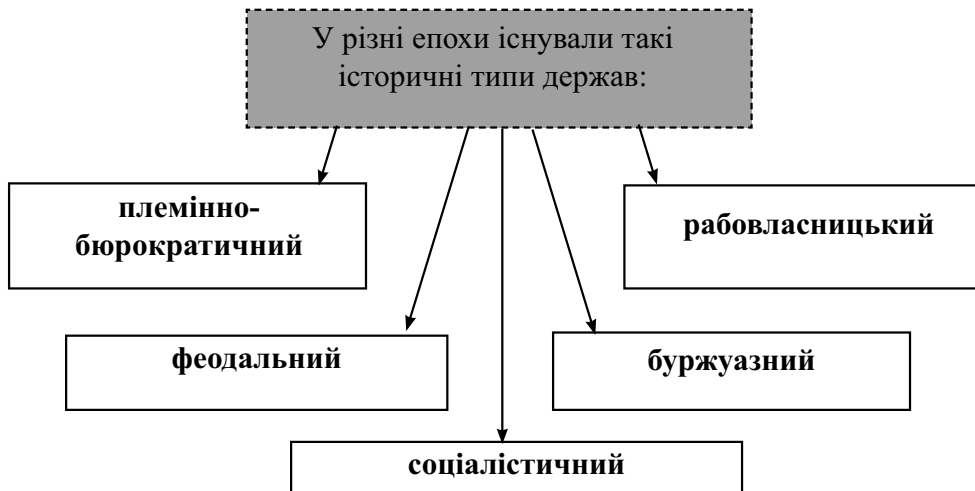 У різні епохи існували такі
історичні типи держав:
племінно-
бюрократичний
рабовласницький
феодальний
буржуазний
соціалістичний